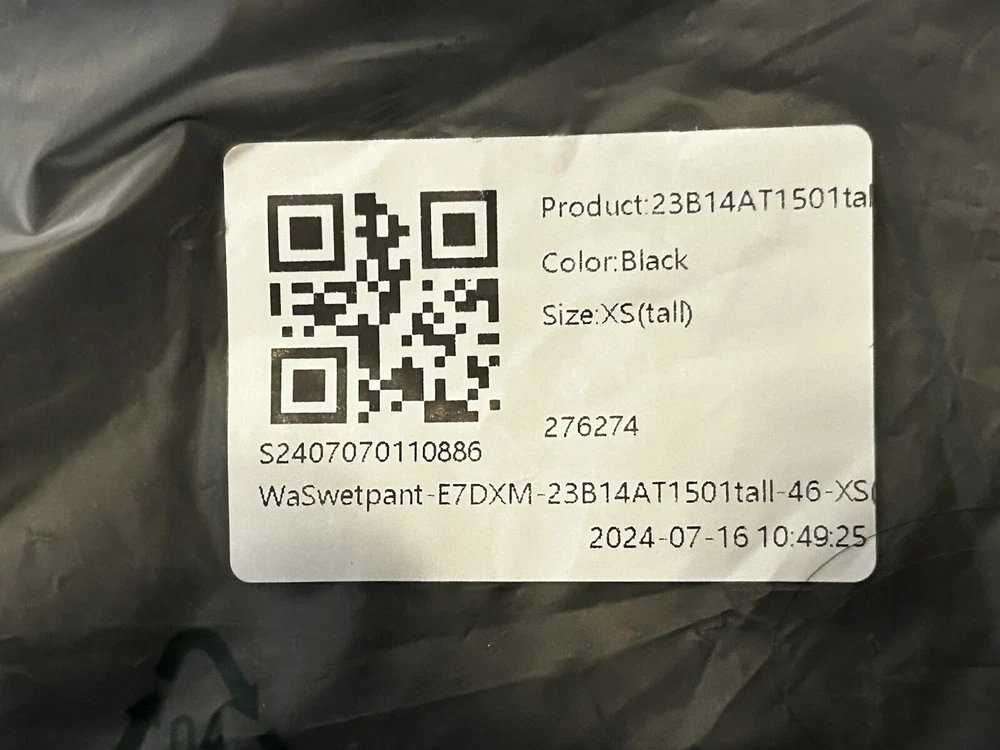 Product:23B14AT1501tal
Color:Black
Size:XS(tall)
276274
S2407070110886
WaSwetpant-E7DXM-23B14AT1501tall-46-XS(
2024-07-16 10:49:25